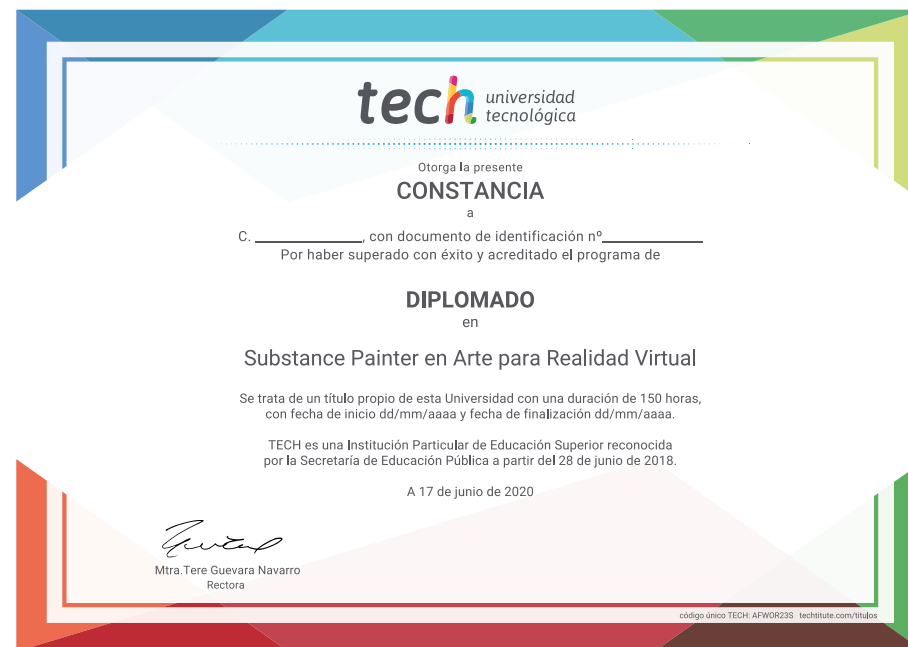 tech universidad
tecnológica
Otorga la presente
CONSTANCIA
a
C. ____________, con documento de identificación nº____________
Por haber superado con éxito y acreditado el programa de
DIPLOMADO
en
Substance Painter en Arte para Realidad Virtual
Se trata de un título propio de esta Universidad con una duración de 150 horas,
con fecha de inicio dd/mm/aaaa y fecha de finalización dd/mm/aaaa.
TECH es una Institución Particular de Educación Superior reconocida
por la Secretaría de Educación Pública a partir del 28 de junio de 2018.
A 17 de junio de 2020
Mtra.Tere Guevara Navarro
Rectora
código único TECH: AFWOR23S techtitute.com/titulos